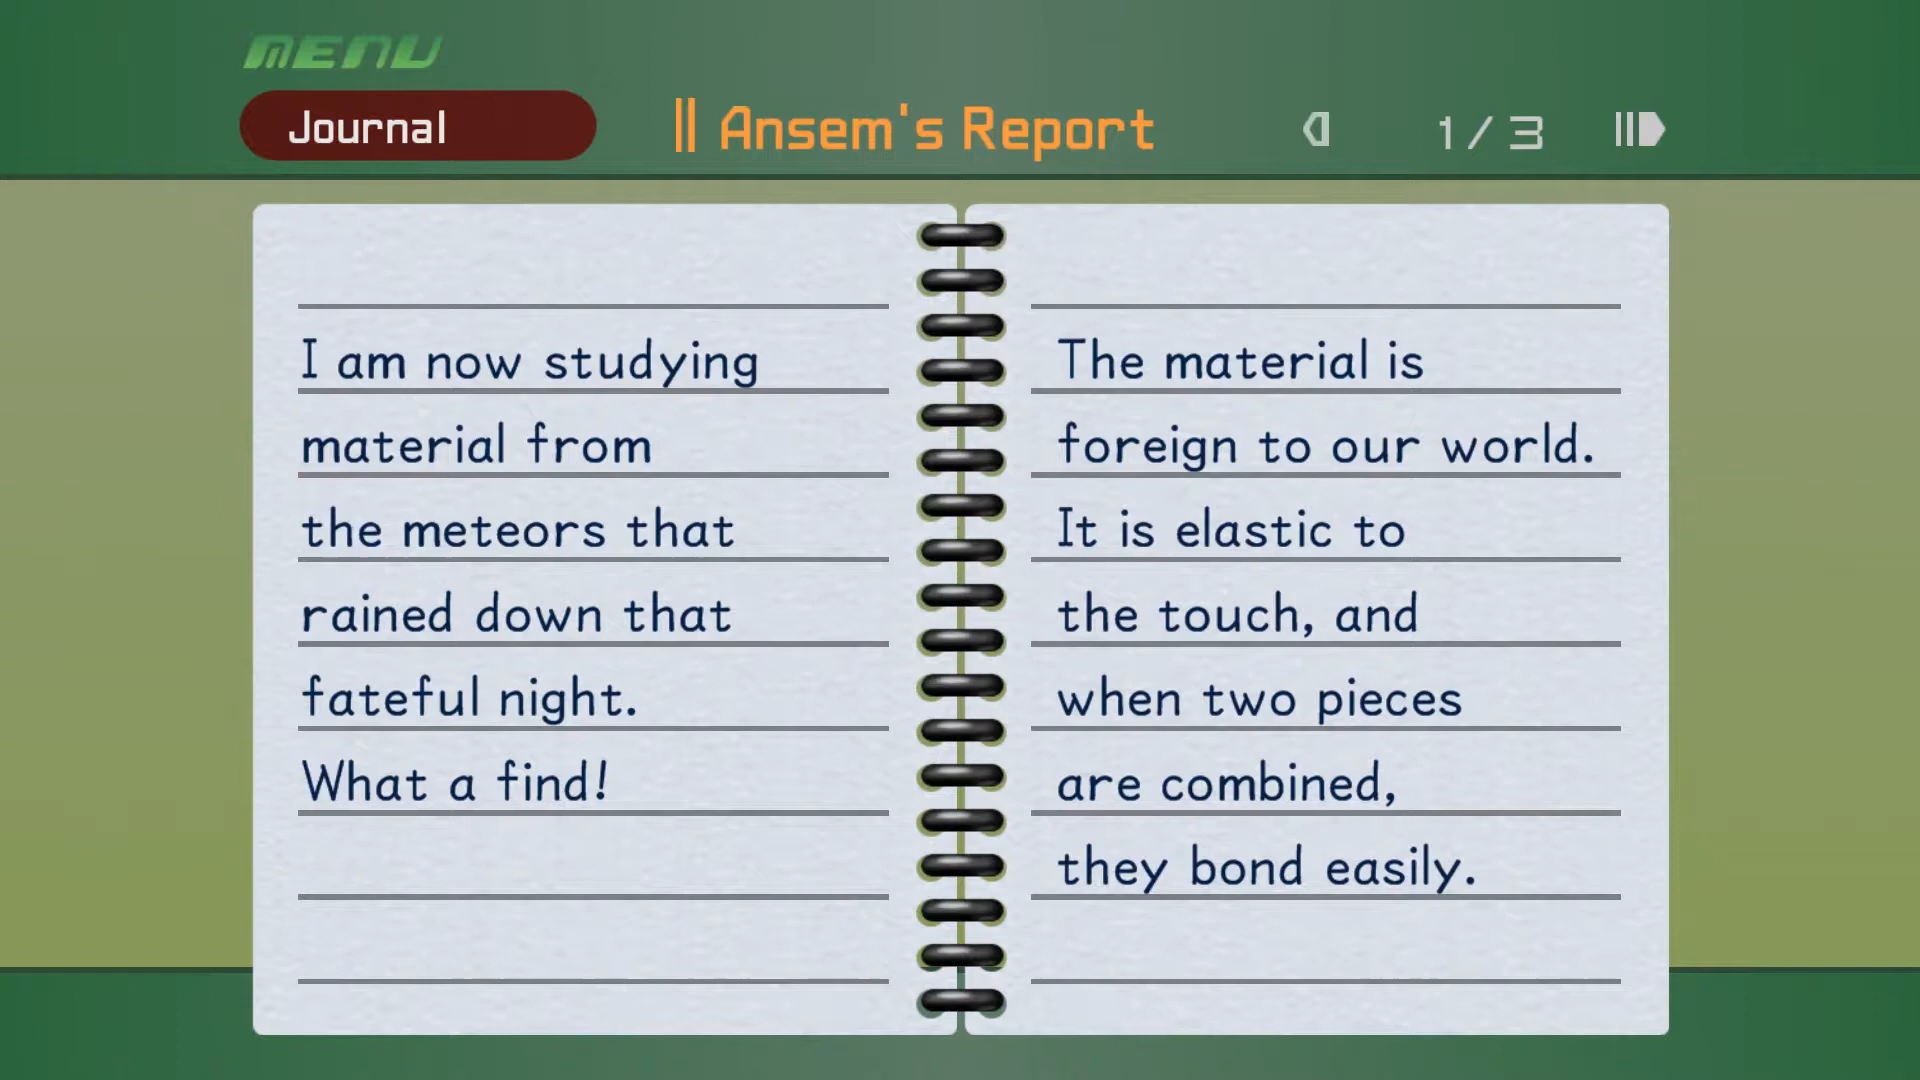 MENU
Journal
Ansem's Report
1/3
I am now studying
material from
the meteors that
rained down that
fateful night.
What a find!
The material is
foreign to our world.
It is elastic to
the touch, and
when two pieces
are combined,
they bond easily.